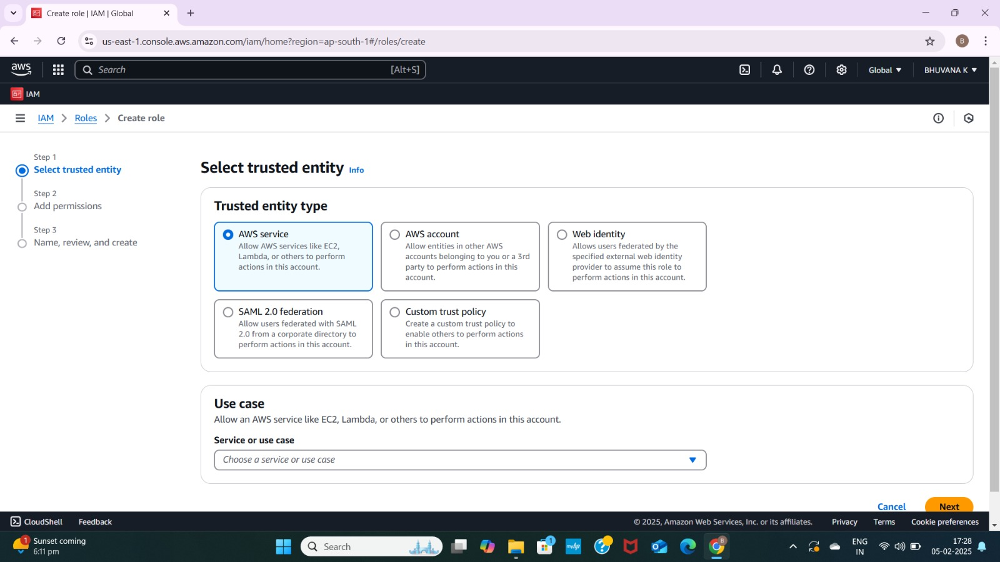 Create role | IAM | Global
us-east-1.console.aws.amazon.com/iam/home?region=ap-south-1#/roles/create
B
aws
Search
[Alt+S]
Global
BHUVANA K
IAM
IAM
Roles
Create role
Step 1
Select trusted entity
Step 2
Add permissions
Step 3
Name, review, and create
Select trusted entity Info
Trusted entity type
AWS service
Allow AWS services like EC2,
Lambda, or others to perform
actions in this account.
AWS account
Allow entities in other AWS
accounts belonging to you or a 3rd
party to perform actions in this
account.
Web identity
Allows users federated by the
specified external web identity
provider to assume this role to
perform actions in this account.
SAML 2.0 federation
Allow users federated with SAML
2.0 from a corporate directory to
perform actions in this account.
Custom trust policy
Create a custom trust policy to
enable others to perform actions
in this account.
Use case
Allow an AWS service like EC2, Lambda, or others to perform actions in this account.
Service or use case
Choose a service or use case
Cancel
Next
CloudShell
Feedback
© 2025, Amazon Web Services, Inc. or its affiliates.
Privacy
Terms
Cookie preferences
1
Sunset coming
6:11 pm
Search
1
myhp
B
ENG
IN
17:28
05-02-2025